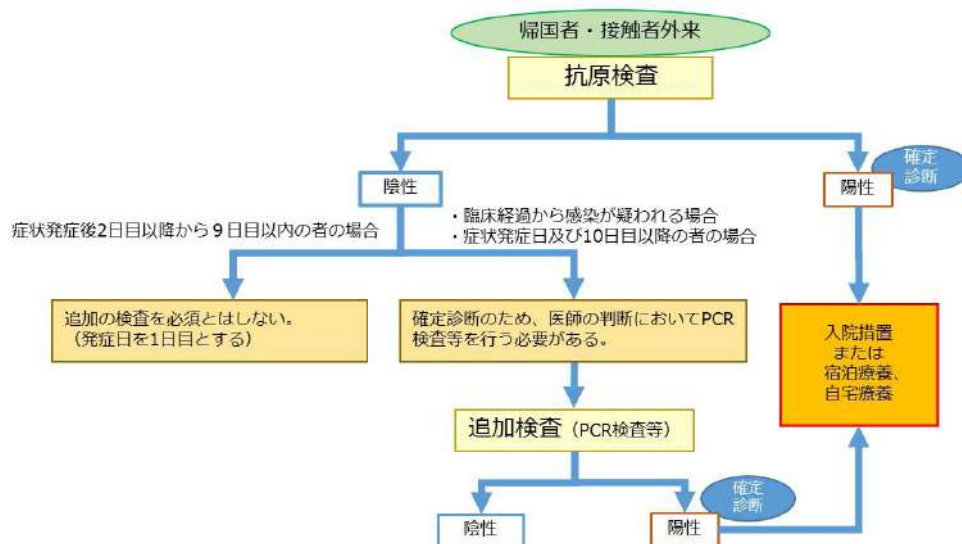 帰国者・接触者外来
抗原検査
陰性
陽性
確定
診断
症状発症後2日目以降から９日目以内の者の場合
・臨床経過から感染が疑われる場合
・症状発症日及び10日目以降の者の場合
追加の検査を必須とはしない。
（発症日を1日目とする）
確定診断のため、医師の判断においてPCR
検査等を行う必要がある。
入院措置
または
宿泊療養、
自宅療養
追加検査（PCR検査等）
陰性
陽性
確定
診断